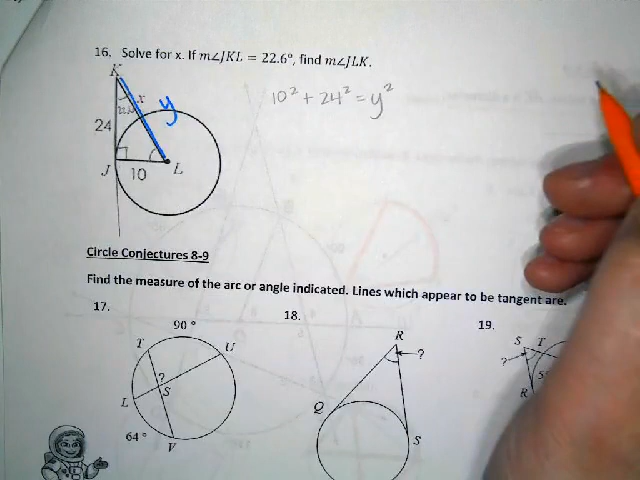 16. Solve for x. If m∠JKL = 22.6°, find m∠JLK.
K
x
y
10² + 24² = y²
24
J
10
L
Circle Conjectures 8-9
Find the measure of the arc or angle indicated. Lines which appear to be tangent are.
17.
90 °
T
U
?
S
L
64 °
V
18.
R
?
Q
S
19.
S
T
?
R